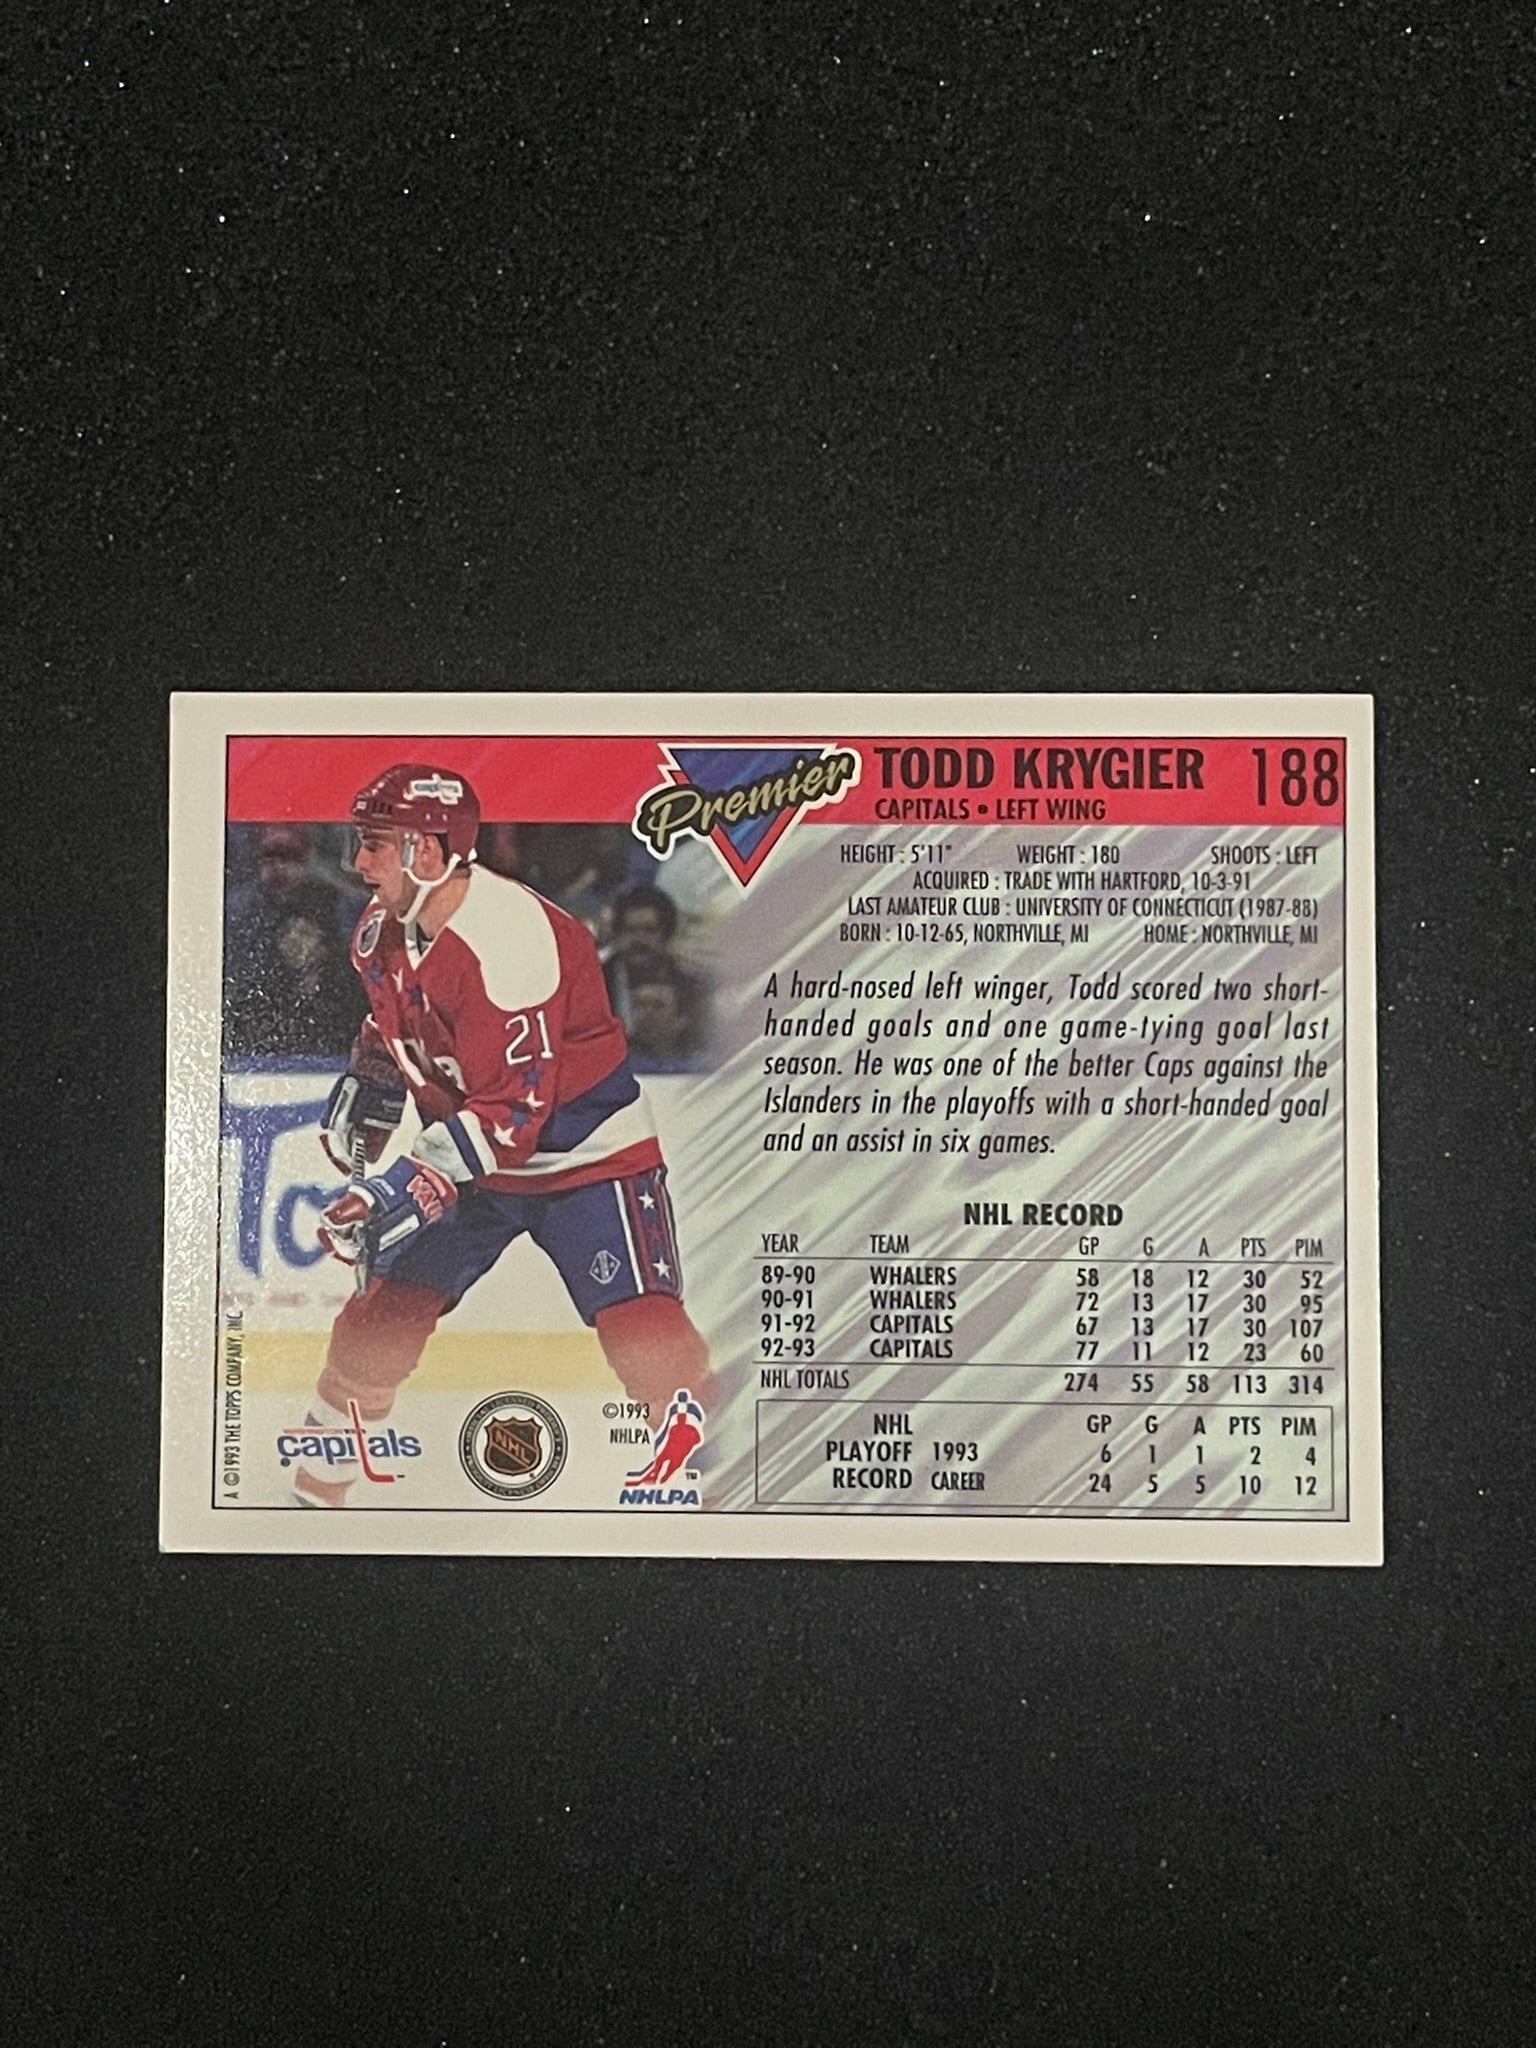 Premier
TODD KRYGIER 188
CAPITALS • LEFT WING
HEIGHT : 5'11" WEIGHT : 180 SHOOTS : LEFT
ACQUIRED : TRADE WITH HARTFORD, 10-3-91
LAST AMATEUR CLUB : UNIVERSITY OF CONNECTICUT (1987-88)
BORN : 10-12-65, NORTHVILLE, MI HOME : NORTHVILLE, MI
A hard-nosed left winger, Todd scored two short-
handed goals and one game-tying goal last
season. He was one of the better Caps against the
Islanders in the playoffs with a short-handed goal
and an assist in six games.
NHL RECORD
YEAR TEAM GP G A PTS PIM
89-90 WHALERS 58 18 12 30 52
90-91 WHALERS 72 13 17 30 95
91-92 CAPITALS 67 13 17 30 107
92-93 CAPITALS 77 11 12 23 60
NHL TOTALS 274 55 58 113 314
NHL GP G A PTS PIM
PLAYOFF 1993 6 1 1 2 4
RECORD CAREER 24 5 5 10 12
21
A ©1993 THE TOPPS COMPANY, INC.
WASHINGTON
capitals
NHL
©1993
NHLPA
NHLPA
TM